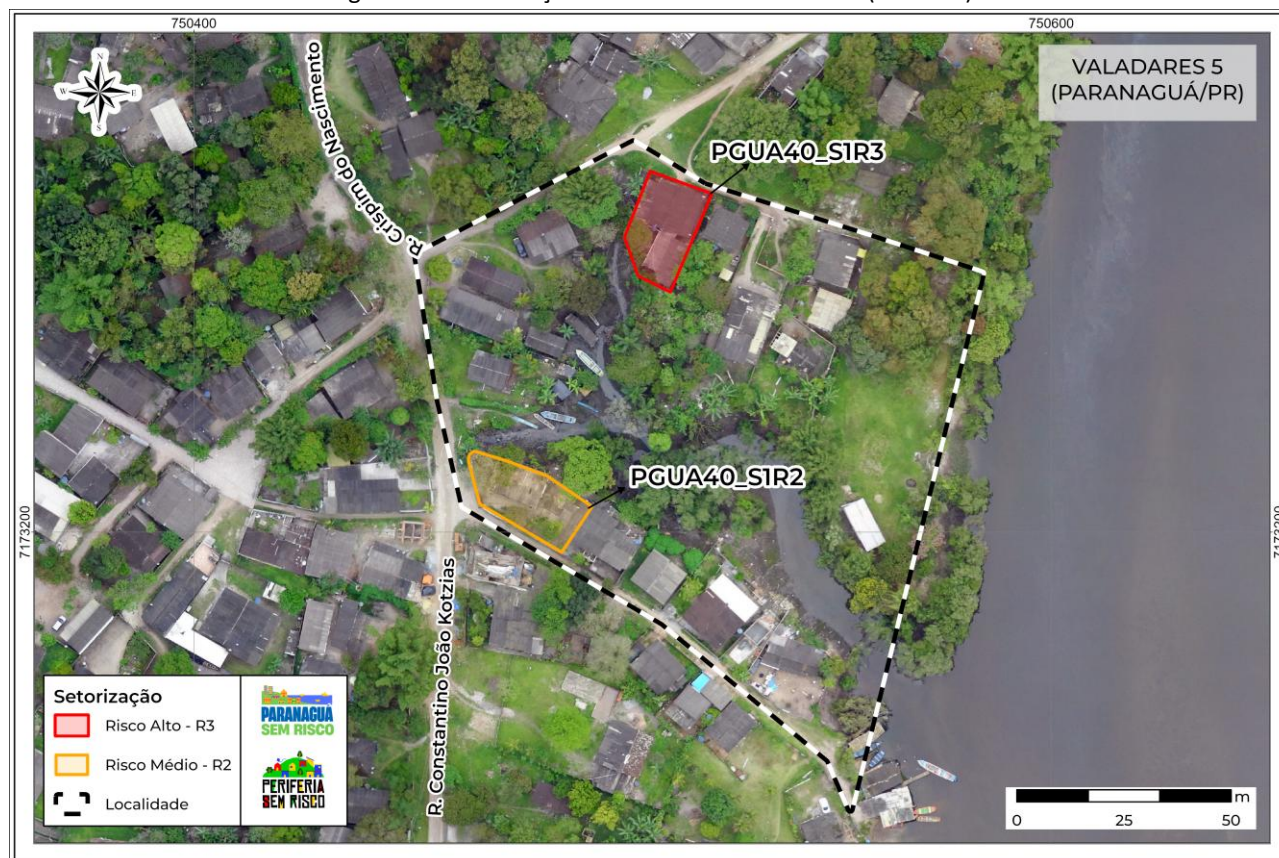 750400
750600
VALADARES 5
(PARANAGUÁ/PR)
N
W
E
S
R. Crispim do Nascimento
PGUA40_S1R3
PGUA40_S1R2
7173200
7173200
R. Constantino João Kotzias
Setorização
Risco Alto - R3
Risco Médio - R2
Localidade
PARANAGUÁ
SEM RISCO
PERIFERIA
SEM RISCO
m
0
25
50